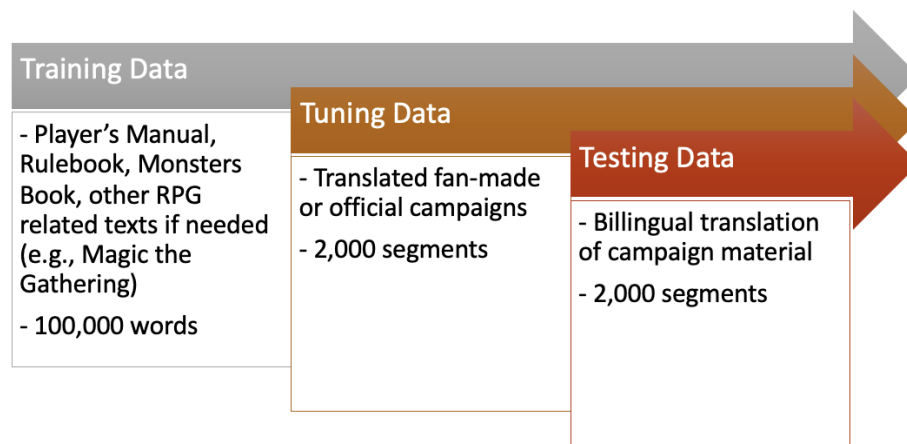 Training Data
- Player's Manual,
Rulebook, Monsters
Book, other RPG
related texts if needed
(e.g., Magic the
Gathering)
- 100,000 words
Tuning Data
- Translated fan-made
or official campaigns
- 2,000 segments
Testing Data
- Billingual translation
of campaign material
- 2,000 segments